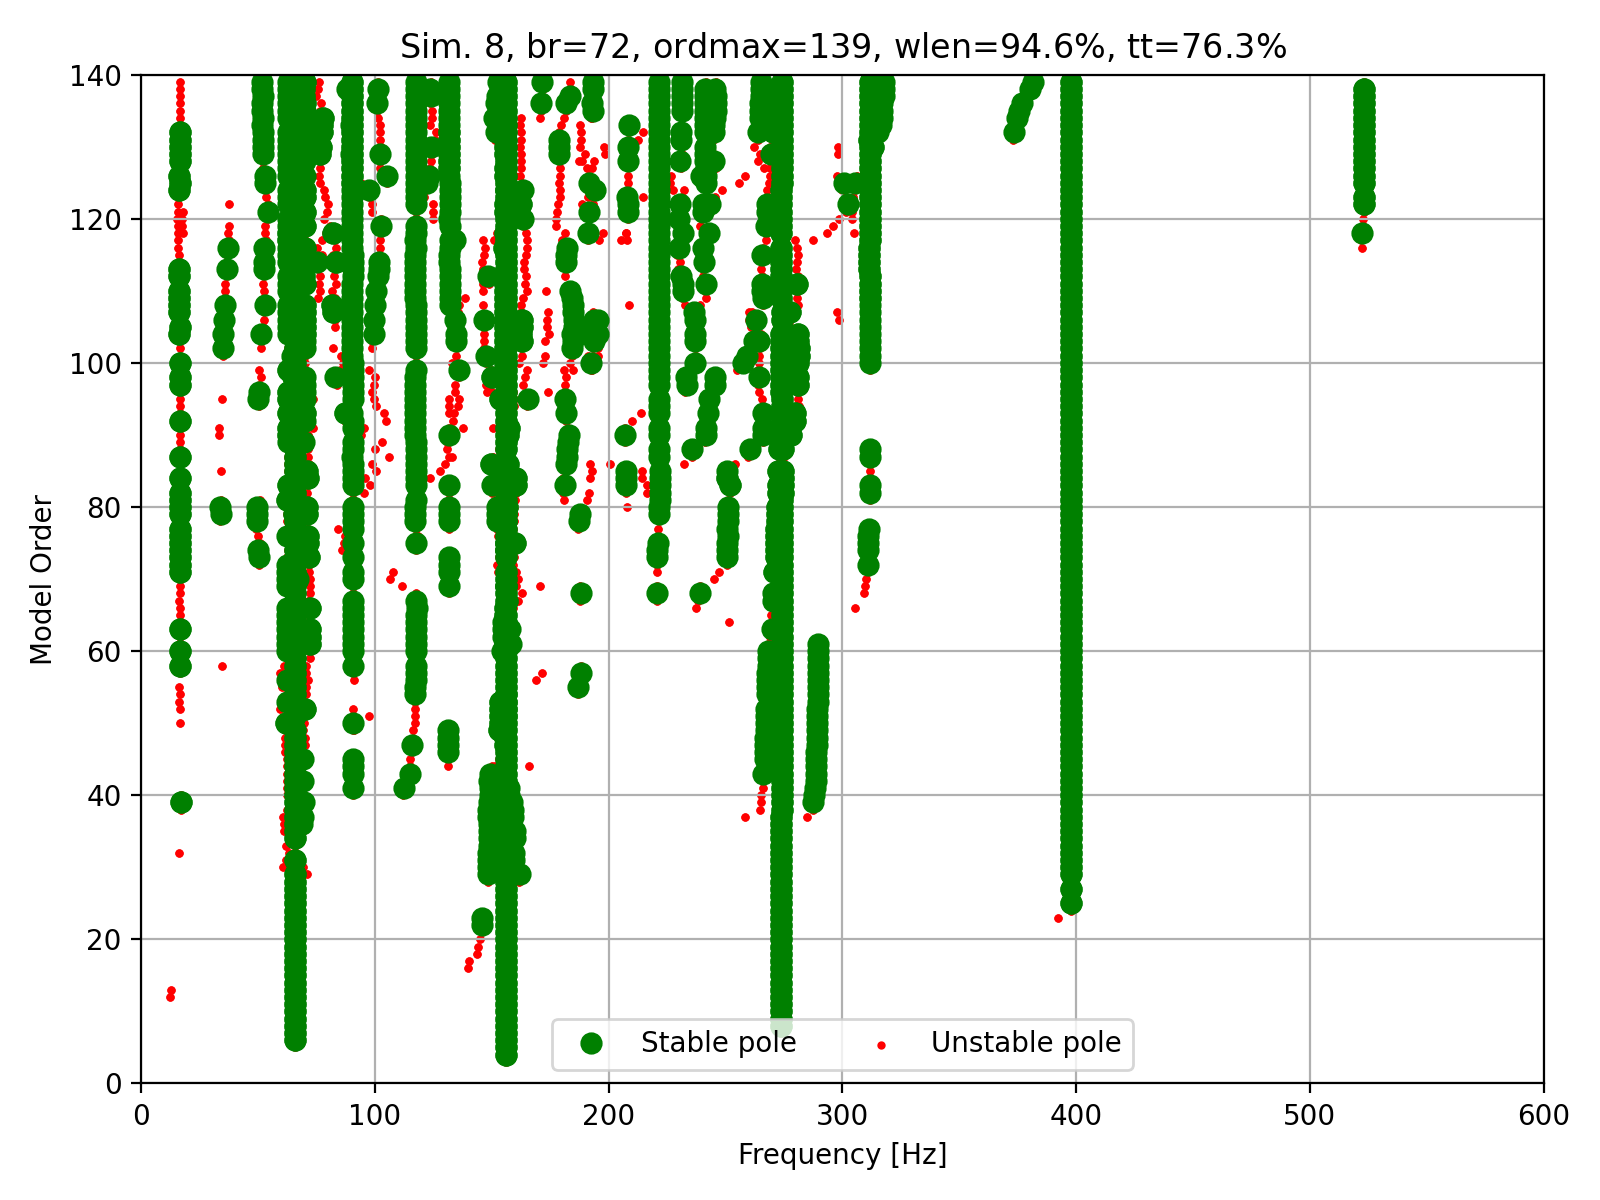 Sim. 8, br=72, ordmax=139, wlen=94.6%, tt=76.3%
140
120
100
80
60
40
20
0
Model Order
Stable pole
Unstable pole
0 100 200 300 400 500 600
Frequency [Hz]